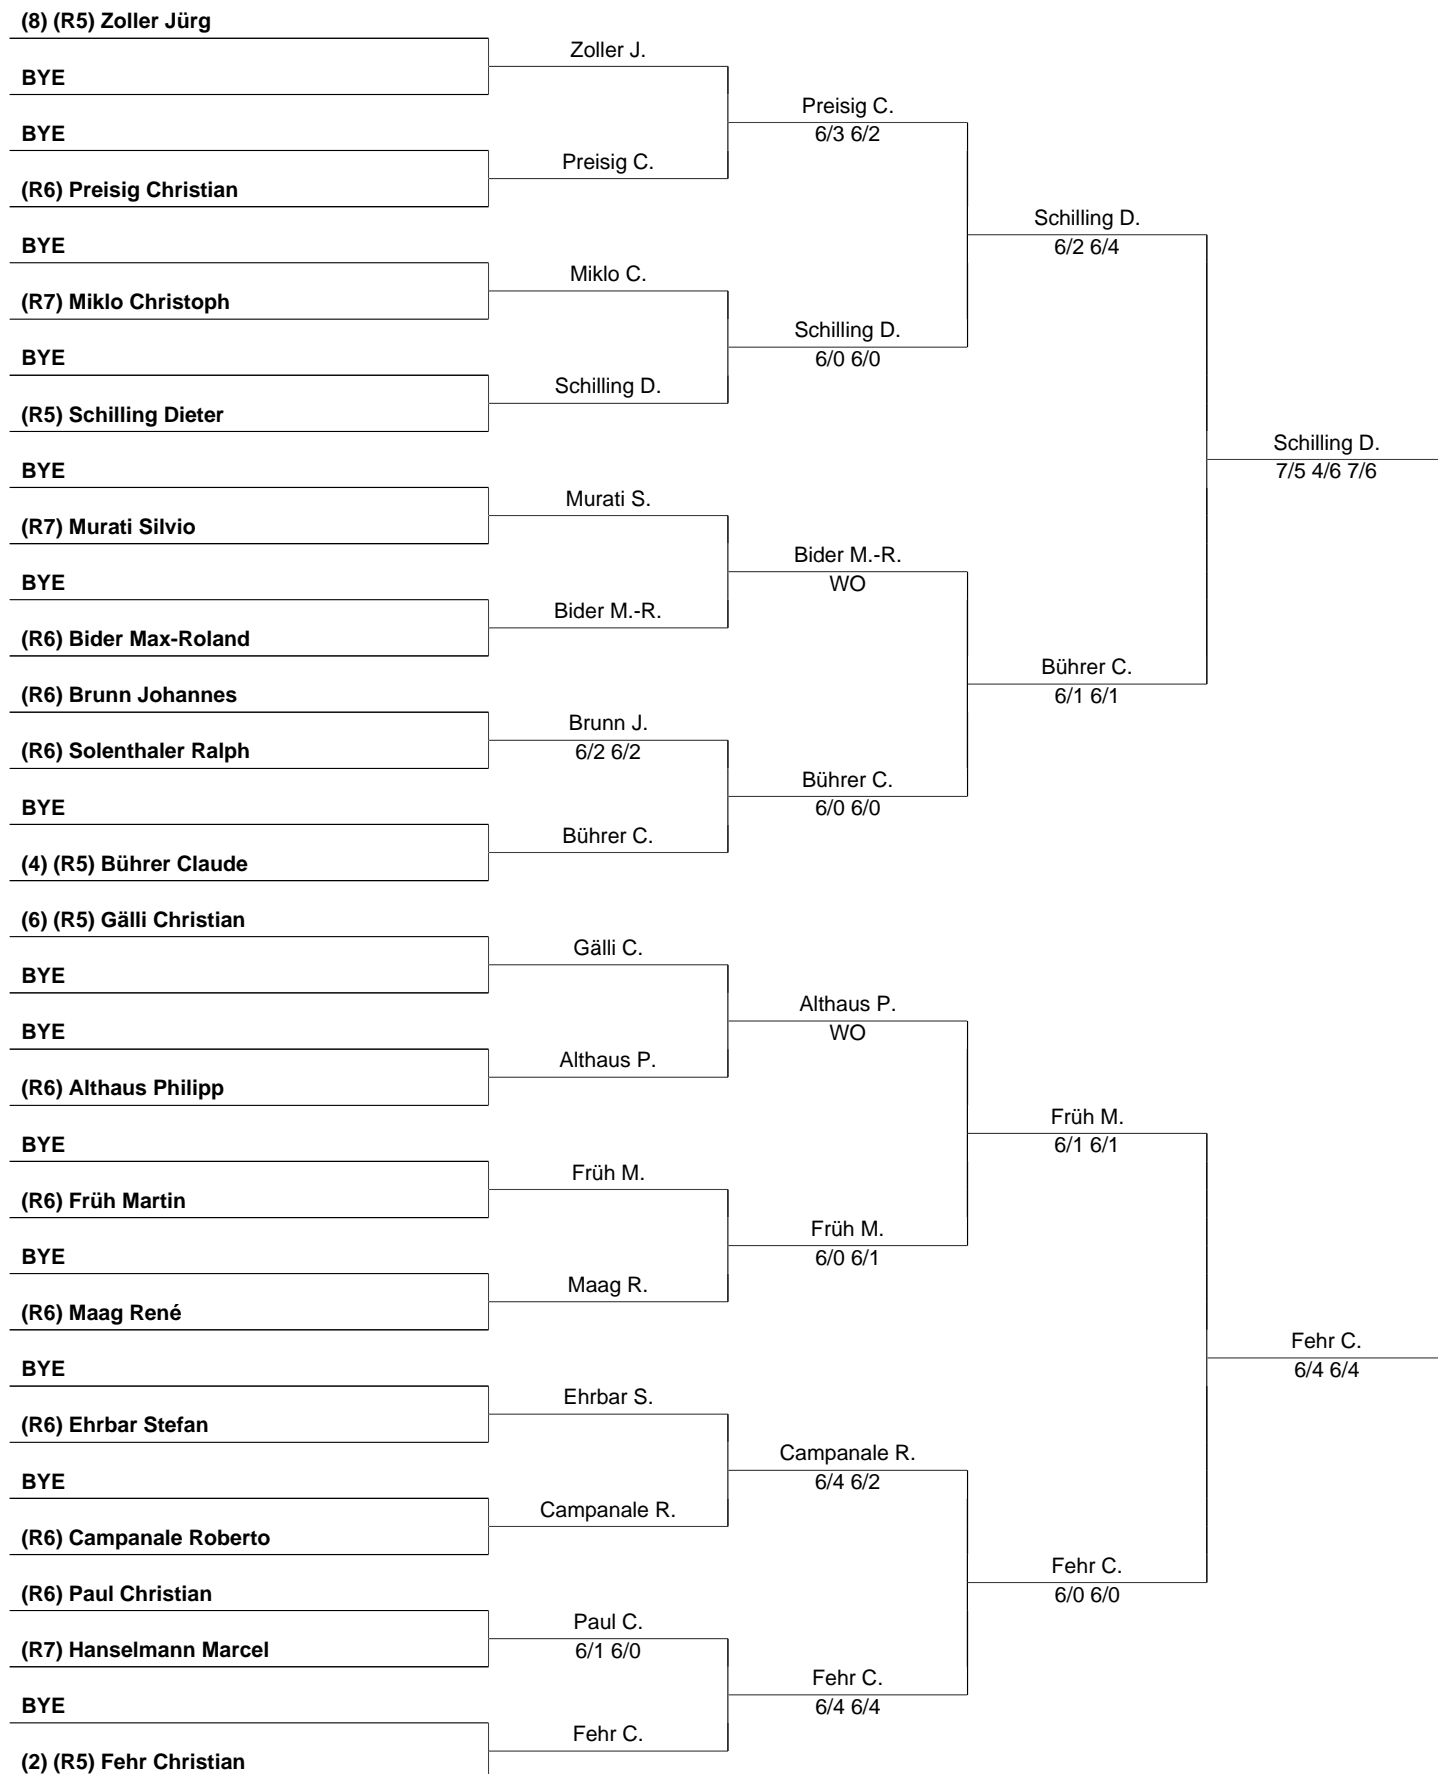 (8) (R5) Zoller Jürg
Zoller J.
BYE
Preisig C.
6/3 6/2
BYE
Preisig C.
(R6) Preisig Christian
Schilling D.
6/2 6/4
BYE
Miklo C.
(R7) Miklo Christoph
Schilling D.
6/0 6/0
BYE
Schilling D.
(R5) Schilling Dieter
Schilling D.
7/5 4/6 7/6
BYE
Murati S.
(R7) Murati Silvio
Bider M.-R.
WO
BYE
Bider M.-R.
(R6) Bider Max-Roland
Bührer C.
6/1 6/1
(R6) Brunn Johannes
Brunn J.
6/2 6/2
(R6) Solenthaler Ralph
Bührer C.
6/0 6/0
BYE
Bührer C.
(4) (R5) Bührer Claude
(6) (R5) Gälli Christian
Gälli C.
BYE
Althaus P.
WO
BYE
Althaus P.
(R6) Althaus Philipp
Früh M.
6/1 6/1
BYE
Früh M.
(R6) Früh Martin
Früh M.
6/0 6/1
BYE
Maag R.
(R6) Maag René
Fehr C.
6/4 6/4
BYE
Ehrbar S.
(R6) Ehrbar Stefan
Campanale R.
6/4 6/2
BYE
Campanale R.
(R6) Campanale Roberto
Fehr C.
6/0 6/0
(R6) Paul Christian
Paul C.
6/1 6/0
(R7) Hanselmann Marcel
Fehr C.
6/4 6/4
BYE
Fehr C.
(2) (R5) Fehr Christian